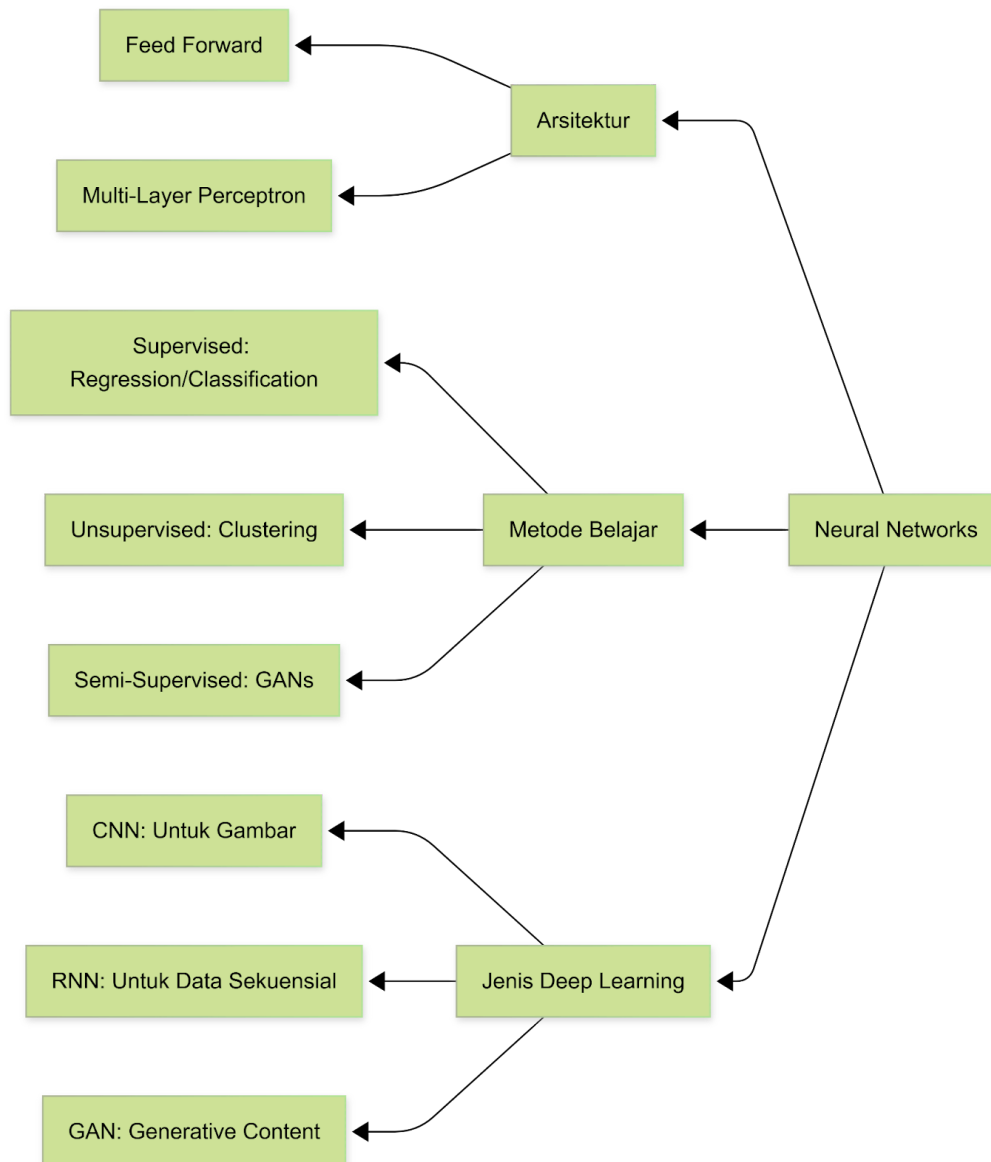 Feed Forward
Arsitektur
Multi-Layer Perceptron
Supervised:
Regression/Classification
Unsupervised: Clustering
Metode Belajar
Neural Networks
Semi-Supervised: GANs
CNN: Untuk Gambar
RNN: Untuk Data Sekuensial
Jenis Deep Learning
GAN: Generative Content